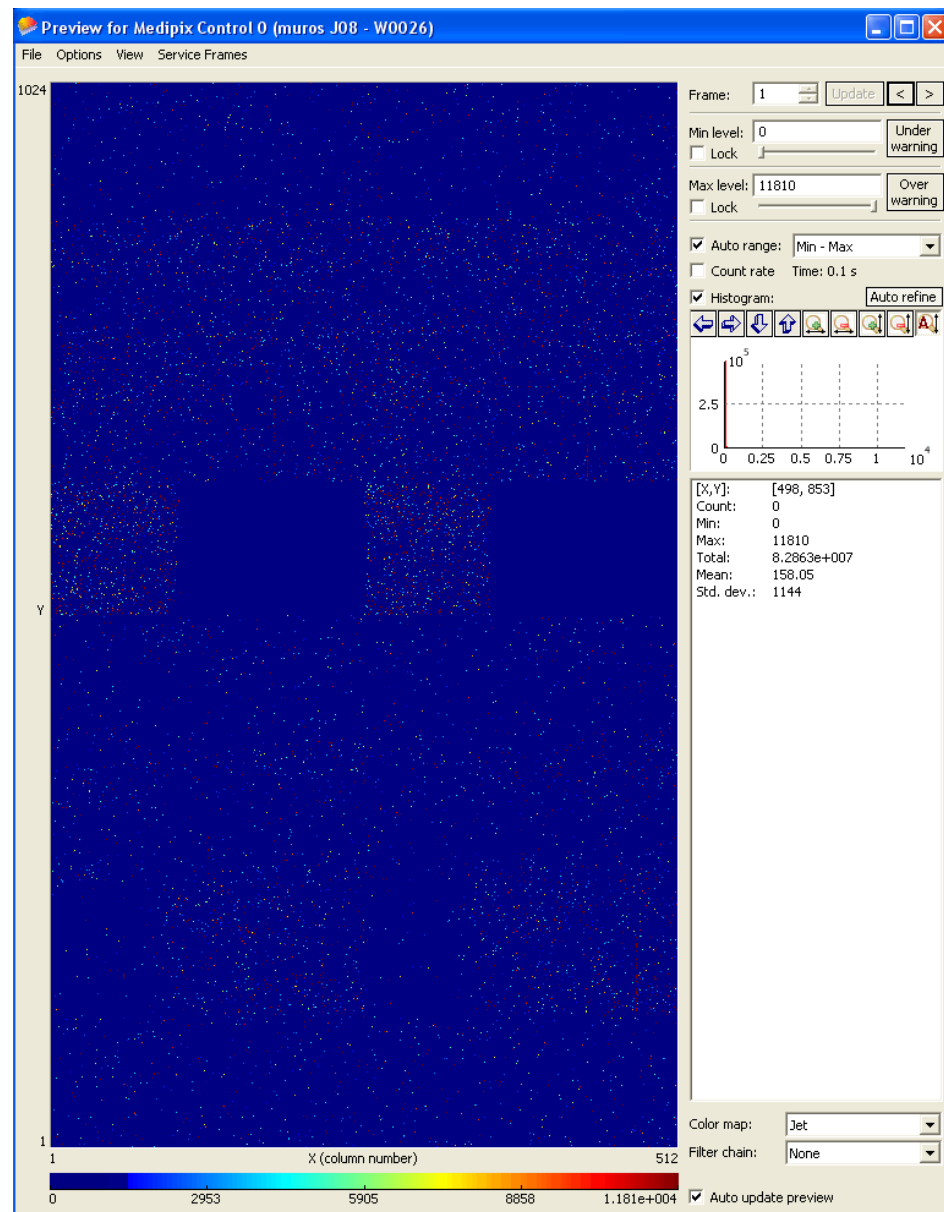 Preview for Medipix Control 0 (muros J08 - W0026)
File Options View Service Frames
1024
Y
1
1 X (column number) 512
0 2953 5905 8858 1.181e+004
Frame: 1 Update < >
Min level: 0 Under warning
Lock
Max level: 11810 Over warning
Lock
Auto range: Min - Max
Count rate Time: 0.1 s
Histogram: Auto refine
A
10^5
2.5
0
0 0.25 0.5 0.75 1 10^4
[X,Y]: [498, 853]
Count: 0
Min: 0
Max: 11810
Total: 8.2863e+007
Mean: 158.05
Std. dev.: 1144
Color map: Jet
Filter chain: None
Auto update preview